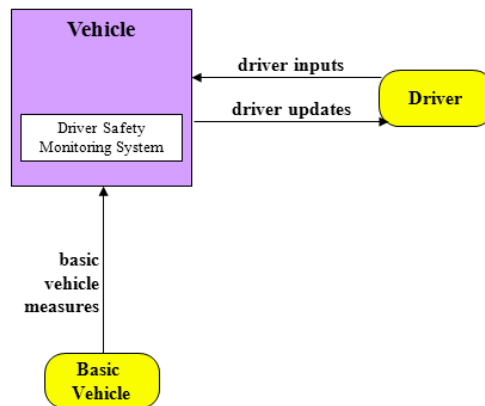 Vehicle
driver inputs
Driver
driver updates
Driver Safety
Monitoring System
basic
vehicle
measures
Basic
Vehicle